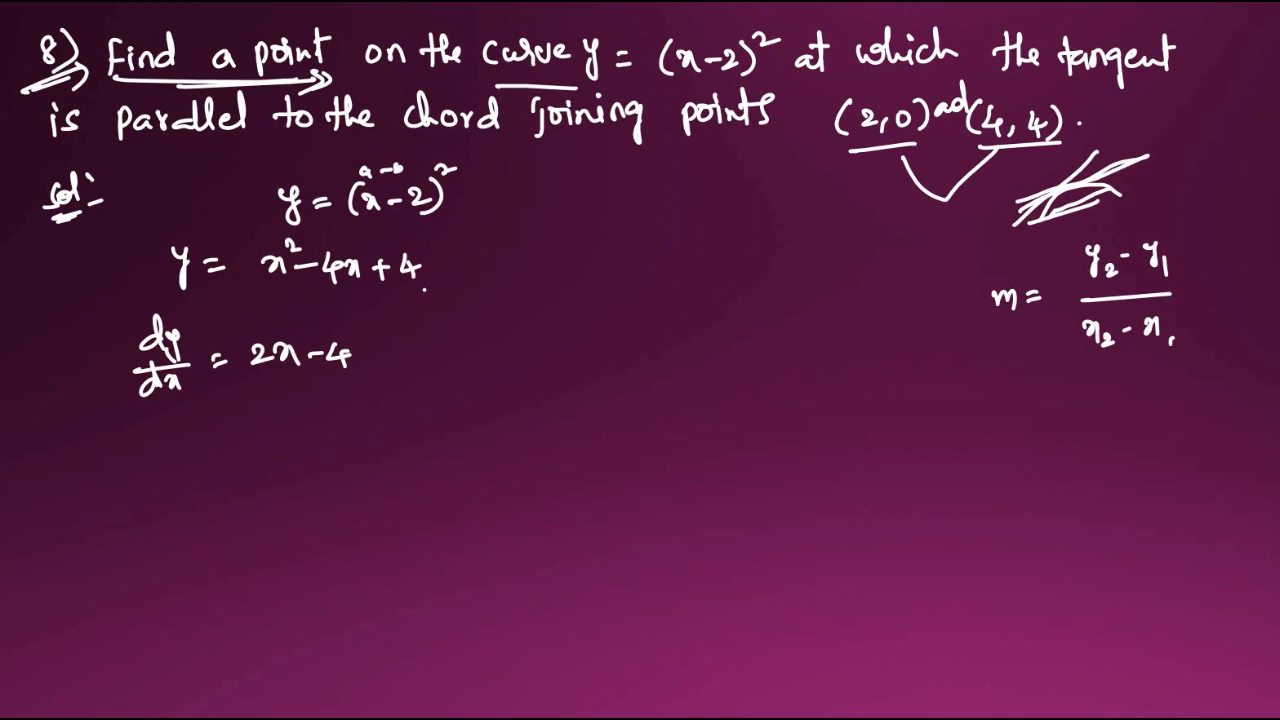 8) Find a point on the curve y = (x-2)² at which the tangent
is parallel to the chord joining points (2,0) ad (4,4).
Sol:-
a-b
y = (x-2)²
y = x²-4x+4.
dy/dx = 2x-4
m = y₂-y₁/x₂-x₁